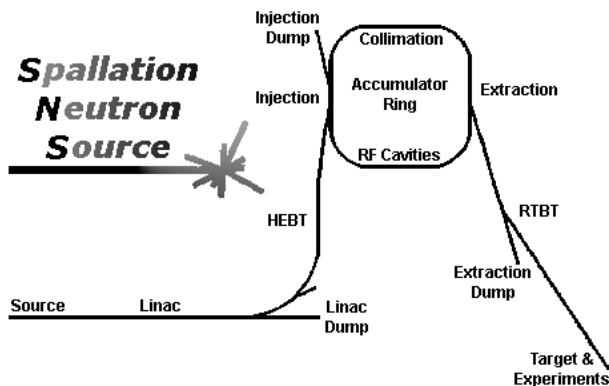 Injection
Dump
Collimation
Spallation
Neutron
Source
Injection
Accumulator
Ring
Extraction
RF Cavities
HEBT
RTBT
Extraction
Dump
Source
Linac
Linac
Dump
Target &
Experiments